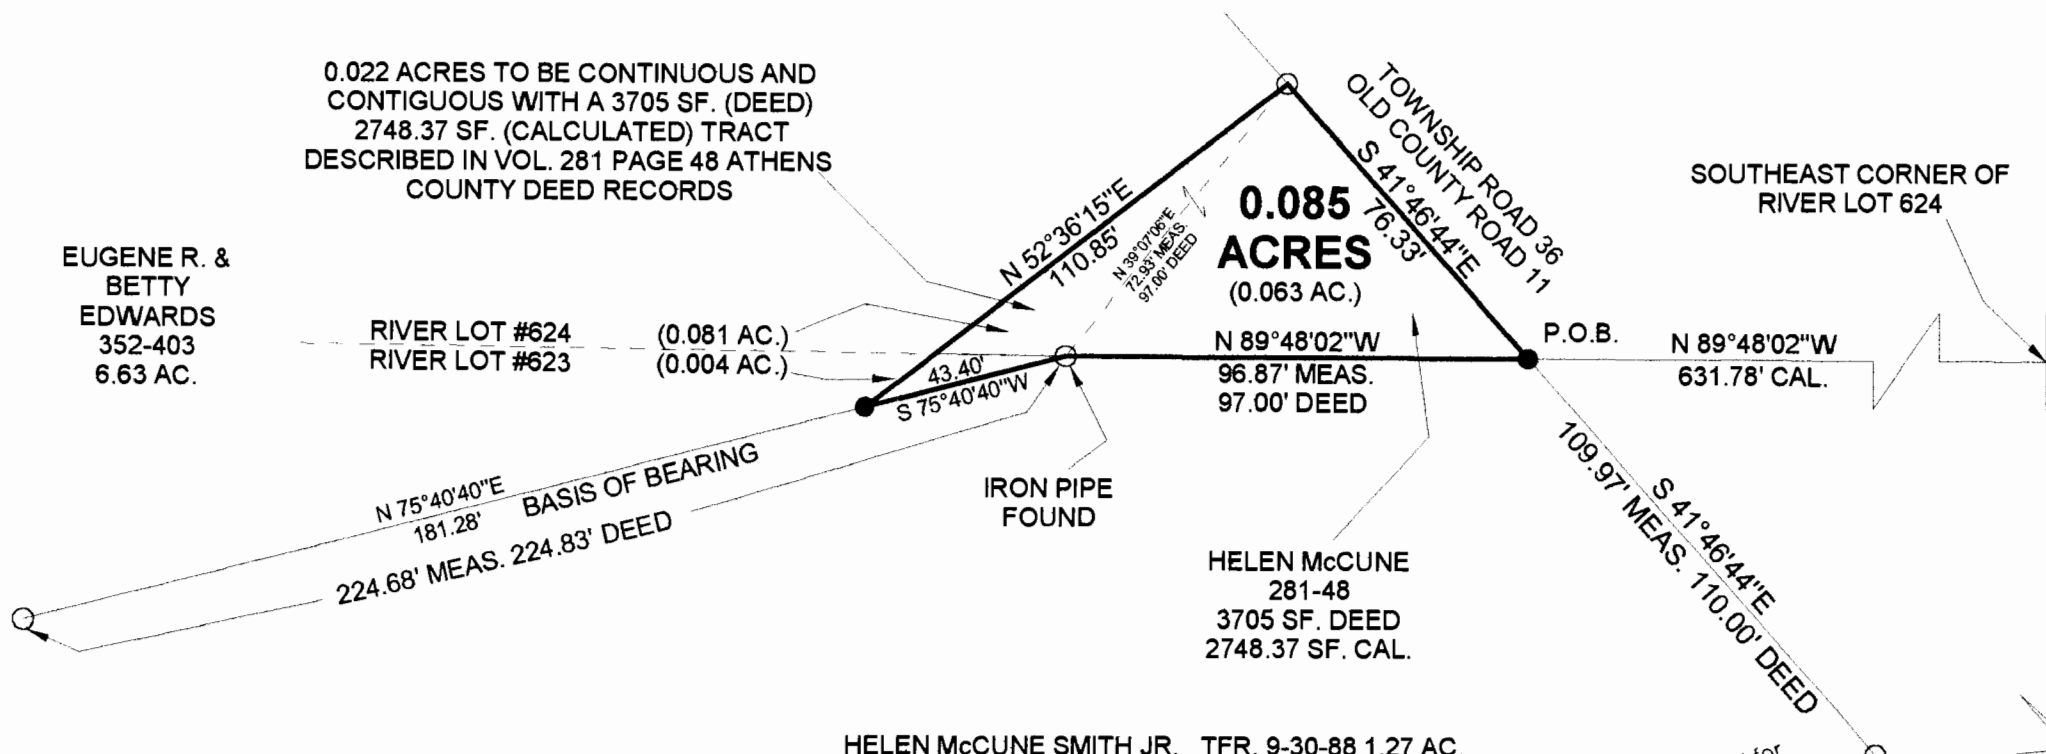 0.022 ACRES TO BE CONTINUOUS AND
CONTIGUOUS WITH A 3705 SF. (DEED)
2748.37 SF. (CALCULATED) TRACT
DESCRIBED IN VOL. 281 PAGE 48 ATHENS
COUNTY DEED RECORDS
TOWNSHIP ROAD 36
OLD COUNTY ROAD 11
S 41°46'44"E
76.33'
SOUTHEAST CORNER OF
RIVER LOT 624
N 52°36'15"E
110.85'
N 39°07'06"E
72.93' MEAS.
97.00' DEED
0.085
ACRES
(0.063 AC.)
EUGENE R. &
BETTY
EDWARDS
352-403
6.63 AC.
RIVER LOT #624 (0.081 AC.)
RIVER LOT #623 (0.004 AC.)
43.40'
S 75°40'40"W
N 89°48'02"W
96.87' MEAS.
97.00' DEED
P.O.B.
N 89°48'02"W
631.78' CAL.
N 75°40'40"E
181.28'
BASIS OF BEARING
224.68' MEAS. 224.83' DEED
IRON PIPE
FOUND
HELEN McCUNE
281-48
3705 SF. DEED
2748.37 SF. CAL.
S 41°46'44"E
109.97' MEAS. 110.00' DEED
HELEN McCUNE SMITH JR. TFR. 9-30-88 1.27 AC.